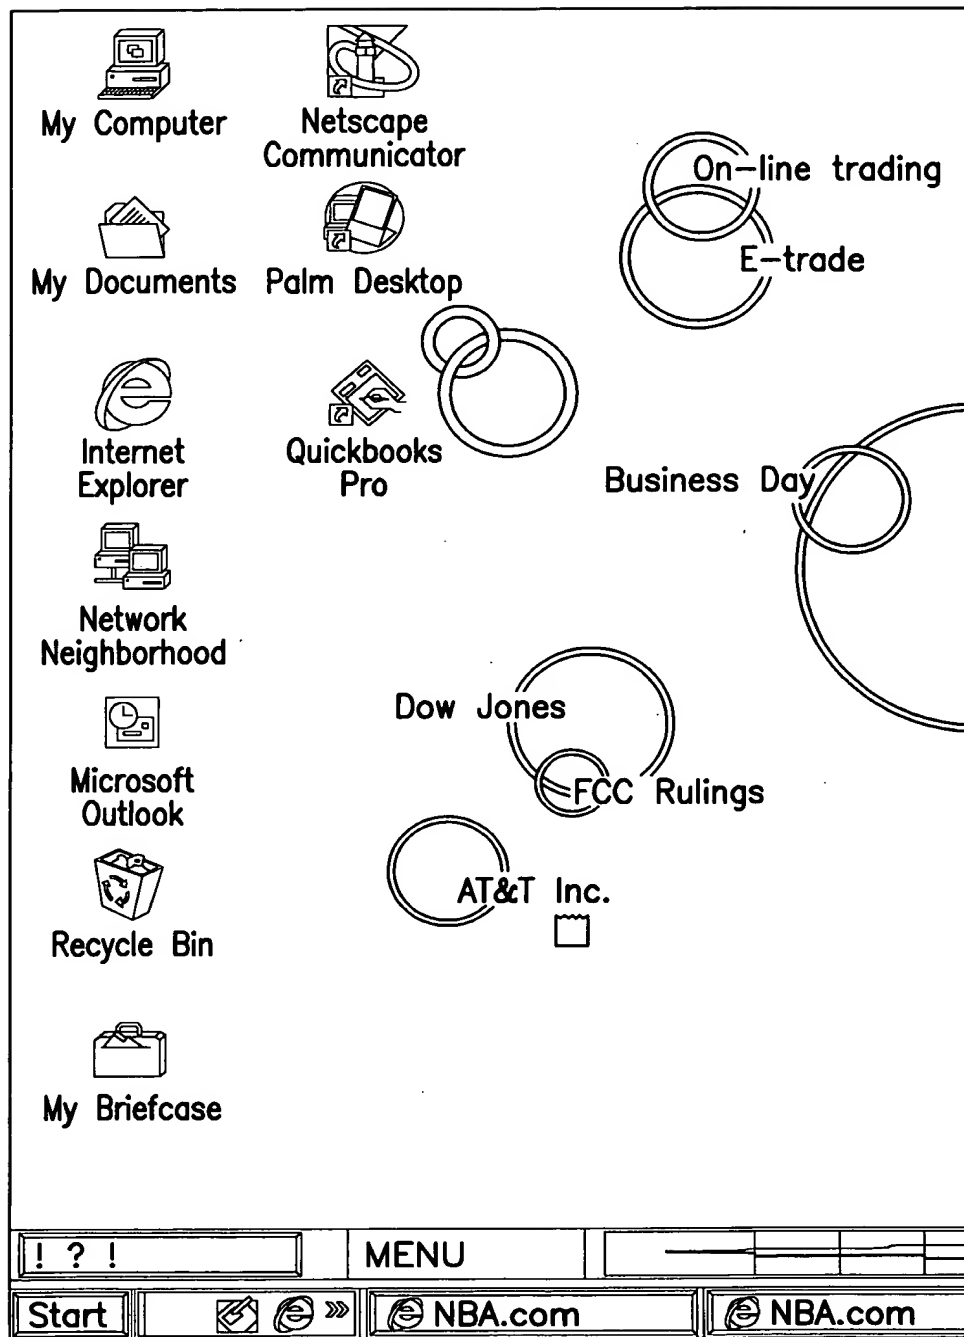 My Computer
Netscape
Communicator
On-line trading
E-trade
My Documents
Palm Desktop
Internet
Explorer
Quickbooks
Pro
Business Day
Network
Neighborhood
Dow Jones
Microsoft
Outlook
FCC Rulings
AT&T Inc.
Recycle Bin
My Briefcase
! ? !
MENU
Start
»
NBA.com
NBA.com